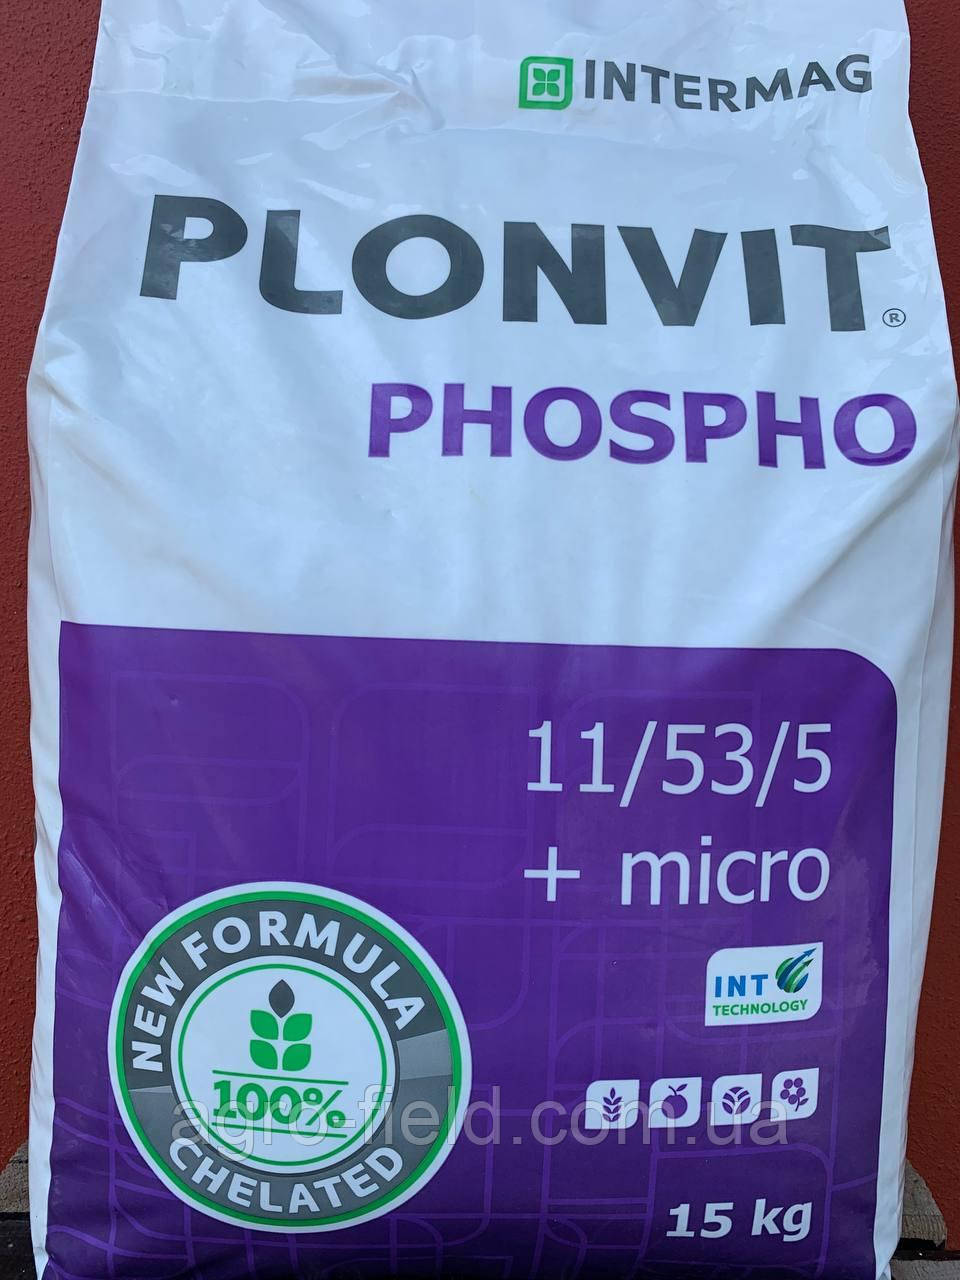 INTERMAG
PLONVIT®
PHOSPHO
11/53/5
+ micro
INT
TECHNOLOGY
NEW FORMULA
100%
CHELATED
agro-field.com.ua
15 kg